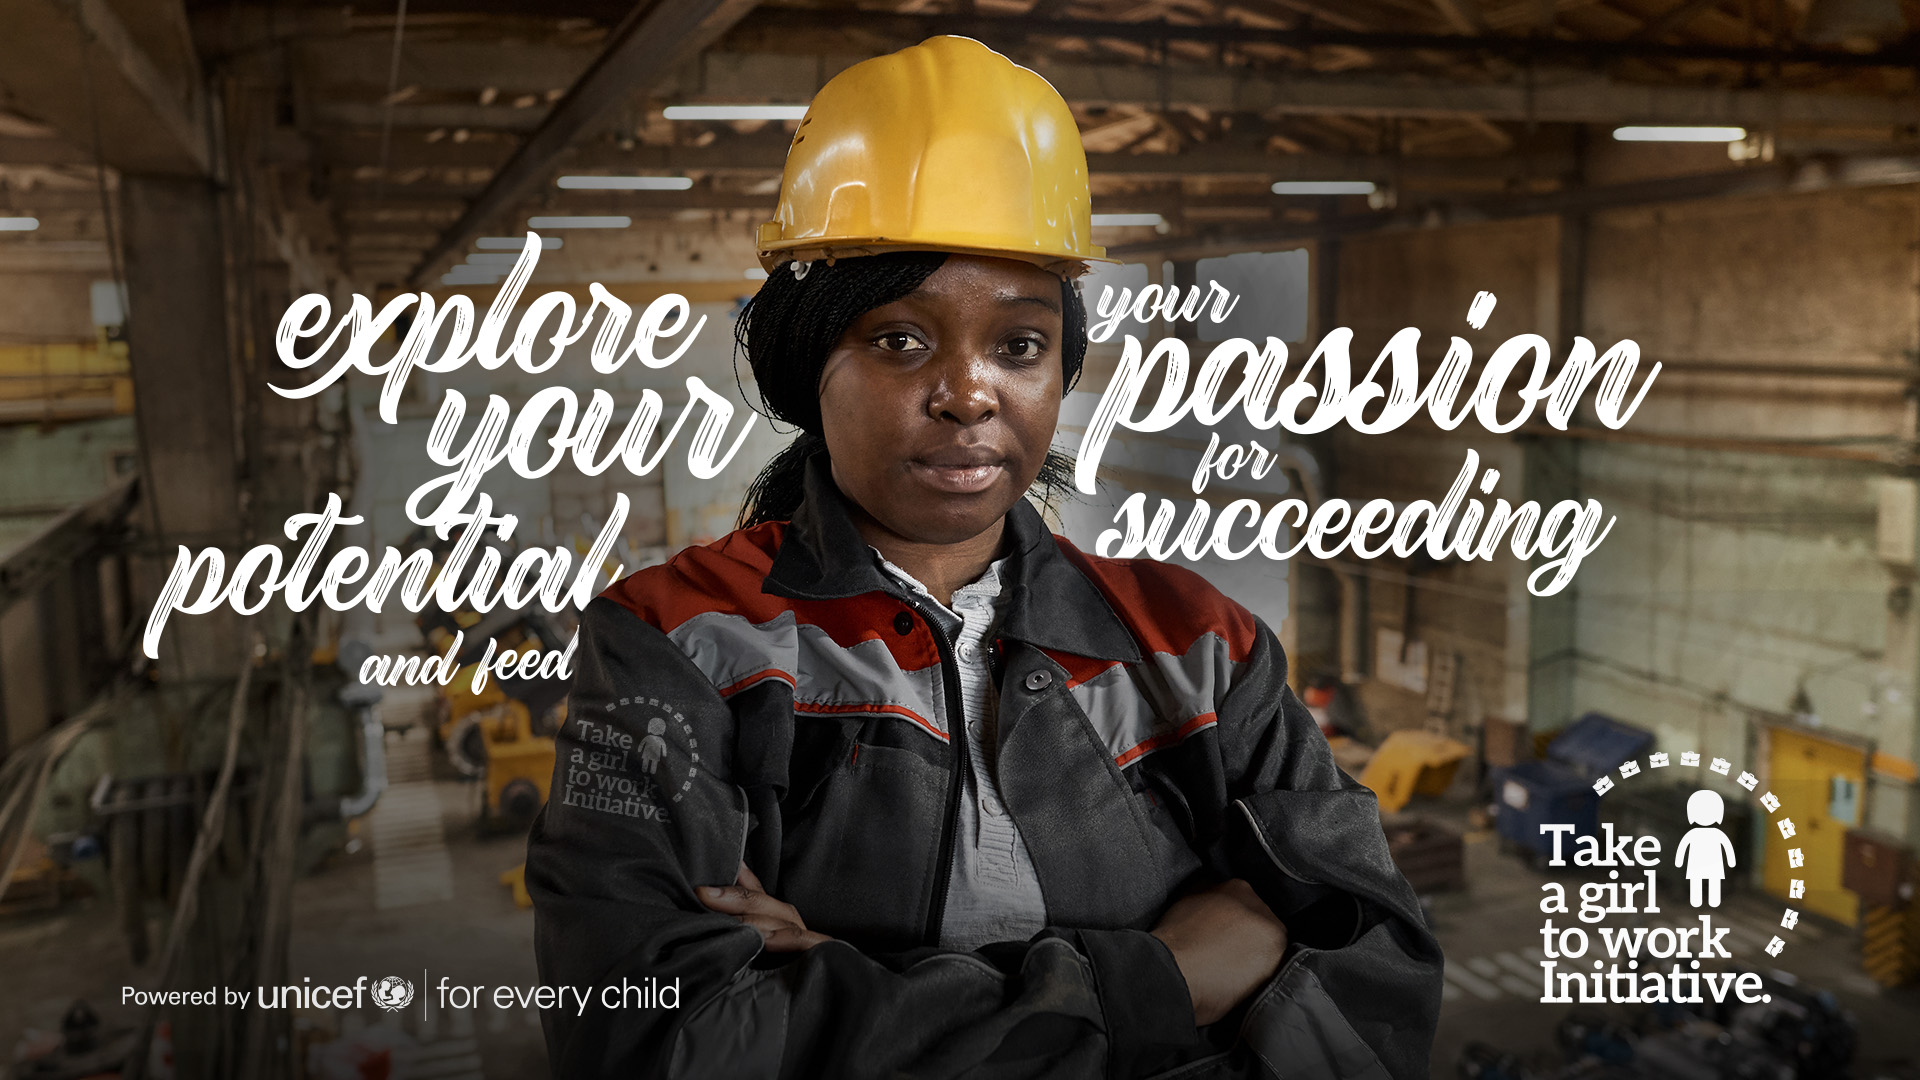 explore
your
potential
and feed
your
passion
for
succeeding
Take
a girl
to work
Initiative.
Powered by unicef | for every child
Take
a girl
to work
Initiative.